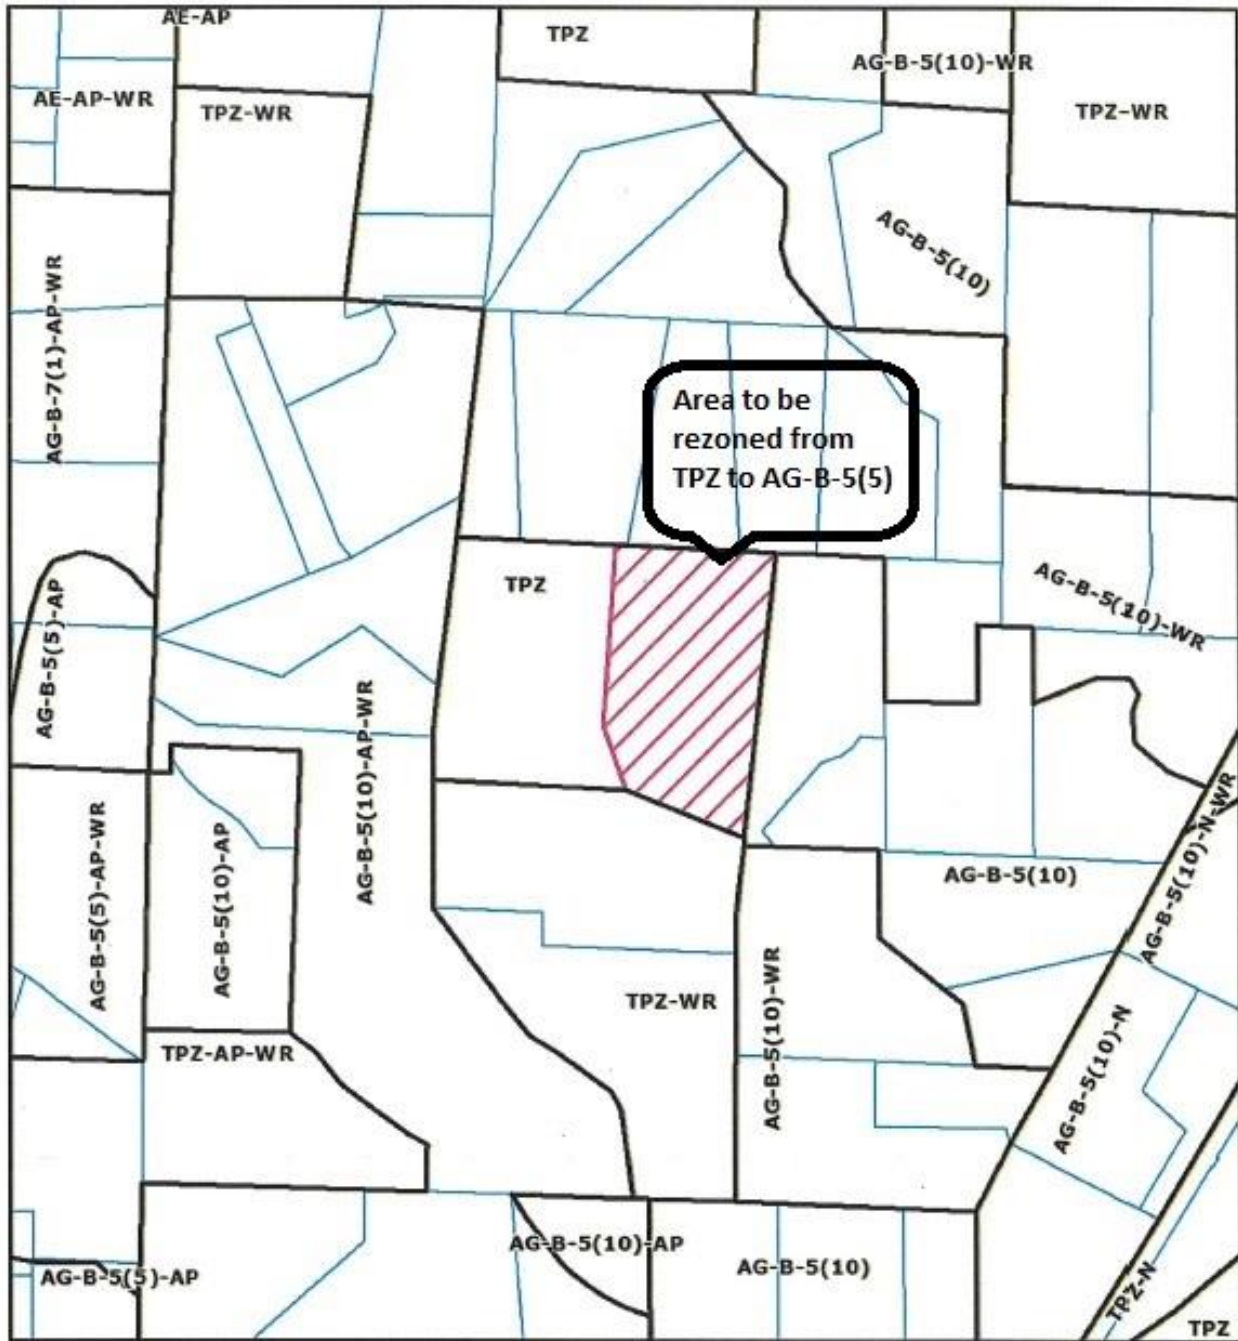 AE-AP
TPZ
AG-B-5(10)-WR
AE-AP-WR
TPZ-WR
TPZ-WR
AG-B-5(10)
AG-B-7(1)-AP-WR
Area to be
rezoned from
TPZ to AG-B-5(5)
TPZ
AG-B-5(10)-WR
AG-B-5(5)-AP
AG-B-5(10)-AP-WR
AG-B-5(10)-N-WR
AG-B-5(5)-AP-WR
AG-B-5(10)-AP
AG-B-5(10)
TPZ-WR
AG-B-5(10)-WR
TPZ-AP-WR
AG-B-5(10)-N
AG-B-5(10)-AP
AG-B-5(10)
AG-B-5(5)-AP
TPZ-N
TPZ